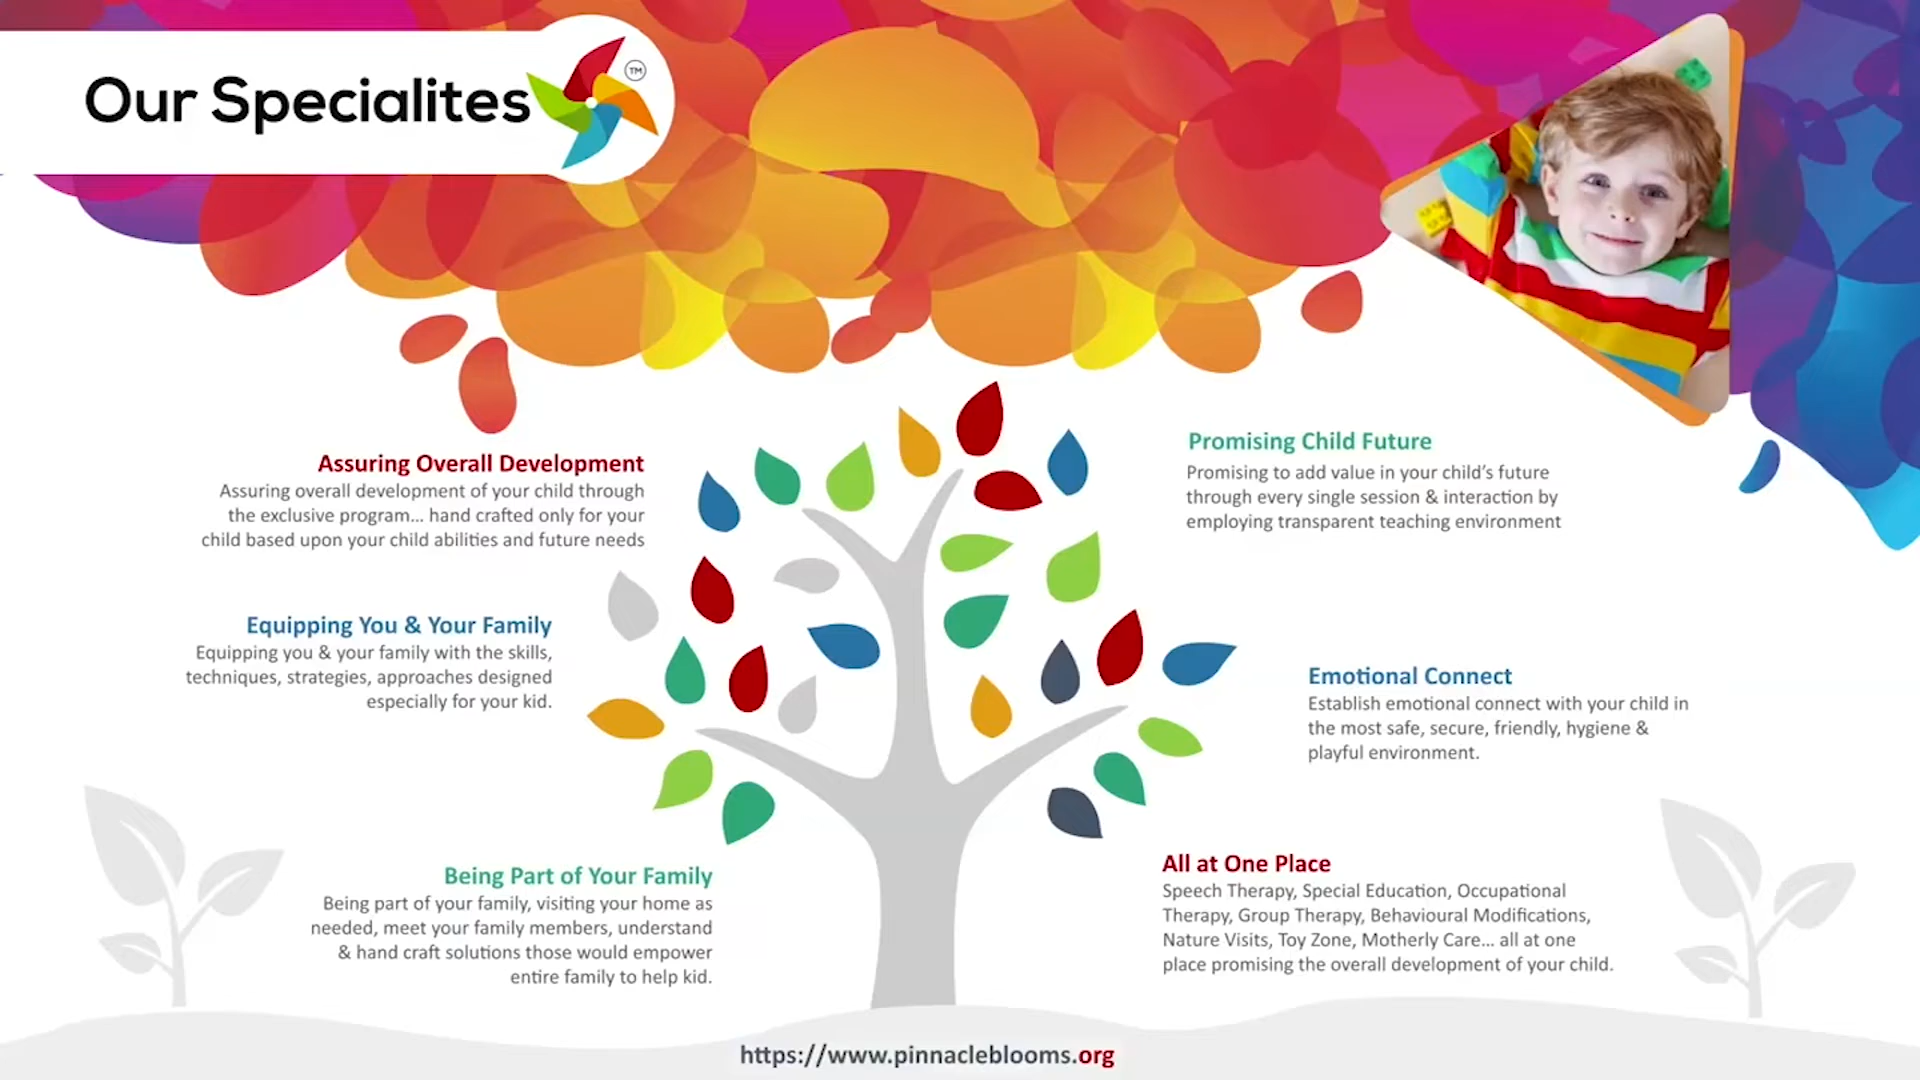 Our Specialites
TM
Assuring Overall Development
Assuring overall development of your child through
the exclusive program... hand crafted only for your
child based upon your child abilities and future needs
Equipping You & Your Family
Equipping you & your family with the skills,
techniques, strategies, approaches designed
especially for your kid.
Being Part of Your Family
Being part of your family, visiting your home as
needed, meet your family members, understand
& hand craft solutions those would empower
entire family to help kid.
Promising Child Future
Promising to add value in your child's future
through every single session & interaction by
employing transparent teaching environment
Emotional Connect
Establish emotional connect with your child in
the most safe, secure, friendly, hygiene &
playful environment.
All at One Place
Speech Therapy, Special Education, Occupational
Therapy, Group Therapy, Behavioural Modifications,
Nature Visits, Toy Zone, Motherly Care... all at one
place promising the overall development of your child.
https://www.pinnacleblooms.org